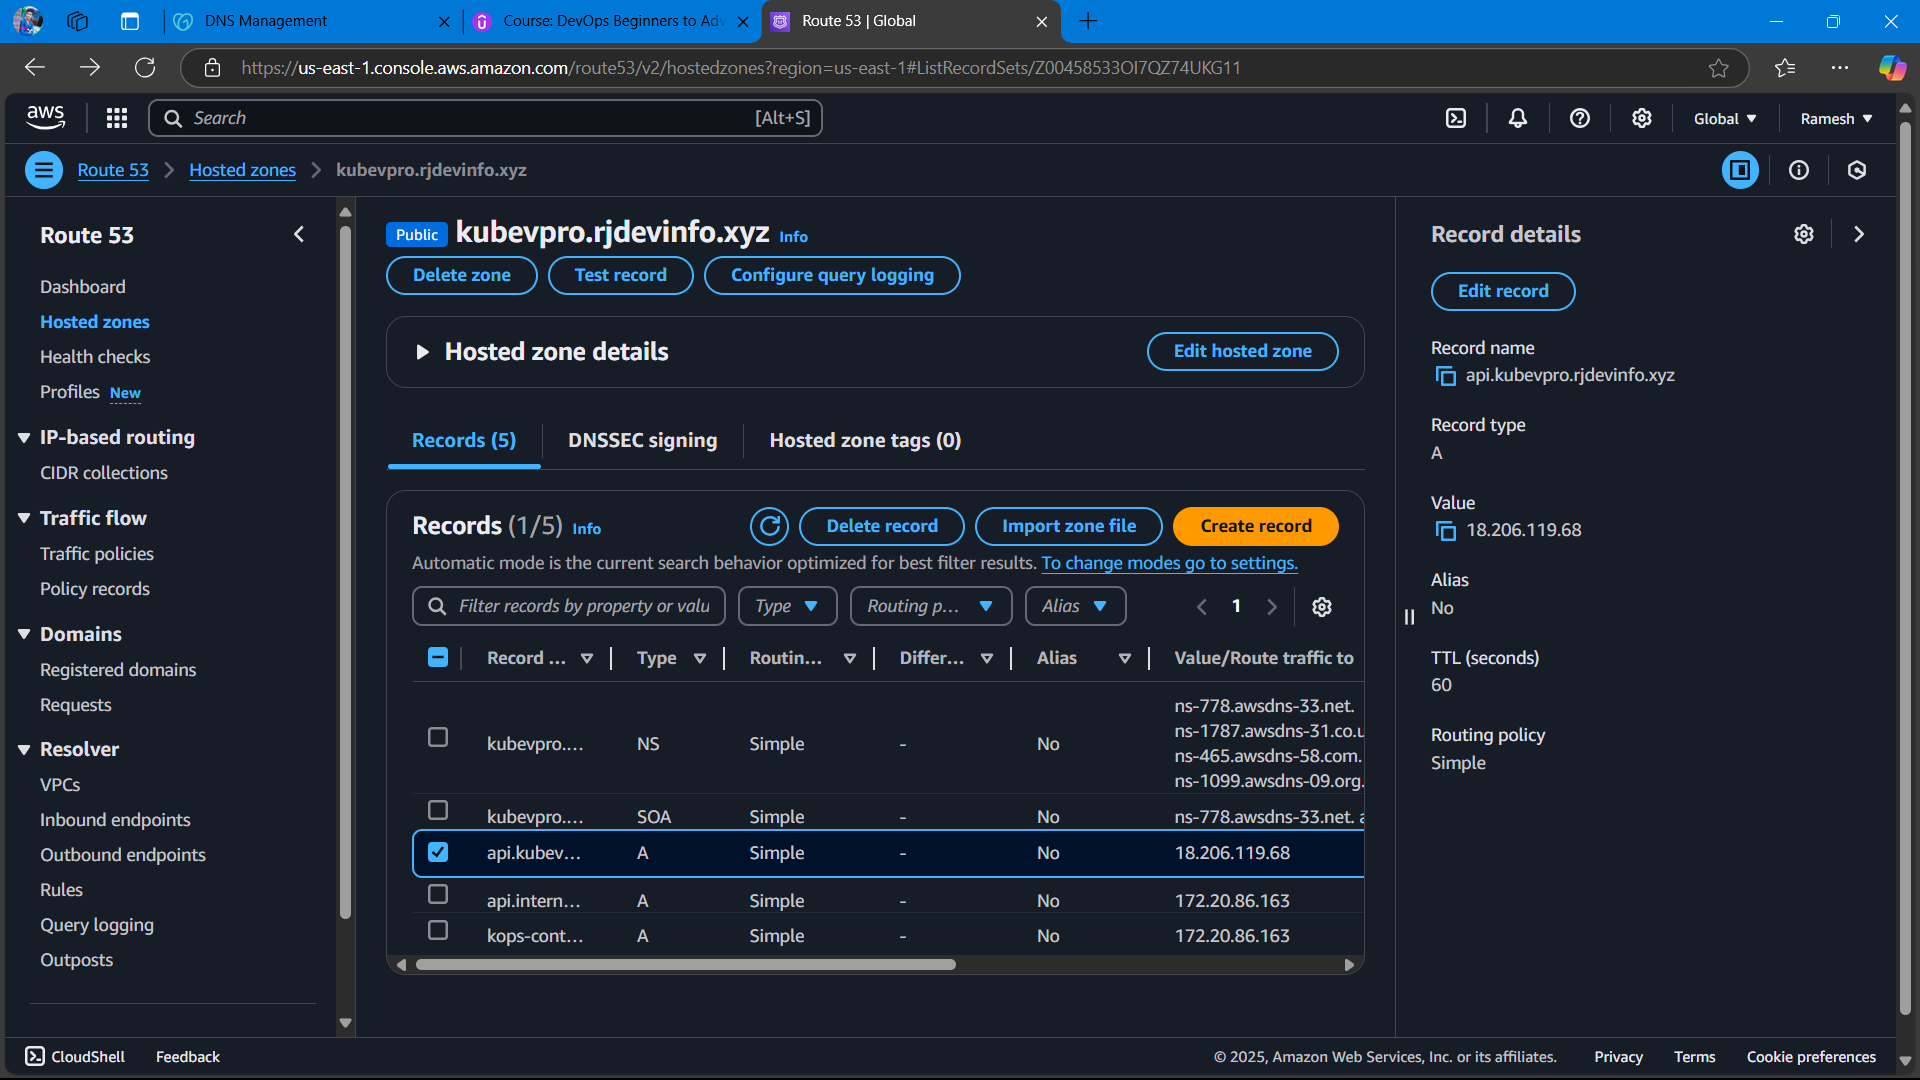 DNS Management
Course: DevOps Beginners to Adv
Route 53 | Global
https://us-east-1.console.aws.amazon.com/route53/v2/hostedzones?region=us-east-1#ListRecordSets/Z00458533OI7QZ74UKG11
aws
Search
[Alt+S]
Global
Ramesh
Route 53
Hosted zones
kubevpro.rjdevinfo.xyz
Route 53
Dashboard
Hosted zones
Health checks
Profiles New
IP-based routing
CIDR collections
Traffic flow
Traffic policies
Policy records
Domains
Registered domains
Requests
Resolver
VPCs
Inbound endpoints
Outbound endpoints
Rules
Query logging
Outposts
Public kubevpro.rjdevinfo.xyz Info
Delete zone
Test record
Configure query logging
Hosted zone details
Edit hosted zone
Records (5)
DNSSEC signing
Hosted zone tags (0)
Records (1/5) Info
Delete record
Import zone file
Create record
Automatic mode is the current search behavior optimized for best filter results. To change modes go to settings.
Filter records by property or valu
Type
Routing p...
Alias
1
Record ... Type Routin... Differ... Alias Value/Route traffic to
ns-778.awsdns-33.net.
ns-1787.awsdns-31.co.u
kubevpro.... NS Simple - No
ns-465.awsdns-58.com.
ns-1099.awsdns-09.org.
kubevpro.... SOA Simple - No ns-778.awsdns-33.net. a
api.kubev... A Simple - No 18.206.119.68
api.intern... A Simple - No 172.20.86.163
kops-cont... A Simple - No 172.20.86.163
Record details
Edit record
Record name
api.kubevpro.rjdevinfo.xyz
Record type
A
Value
18.206.119.68
Alias
No
TTL (seconds)
60
Routing policy
Simple
CloudShell
Feedback
© 2025, Amazon Web Services, Inc. or its affiliates.
Privacy
Terms
Cookie preferences